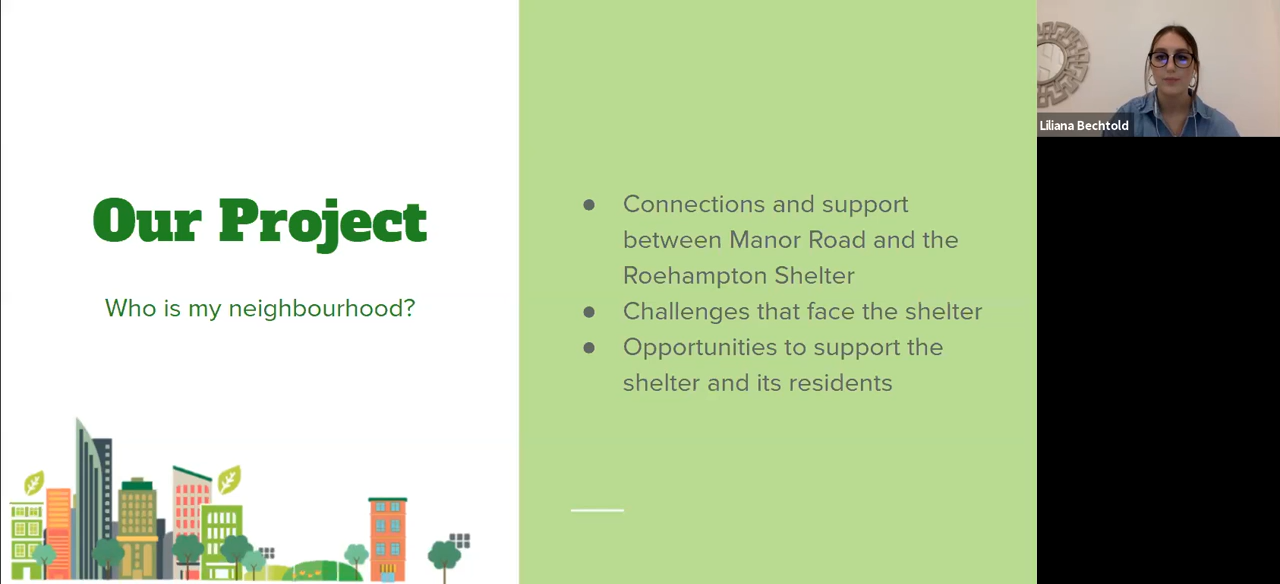 Our Project
Who is my neighbourhood?
● Connections and support
between Manor Road and the
Roehampton Shelter
● Challenges that face the shelter
● Opportunities to support the
shelter and its residents
Liliana Bechtold